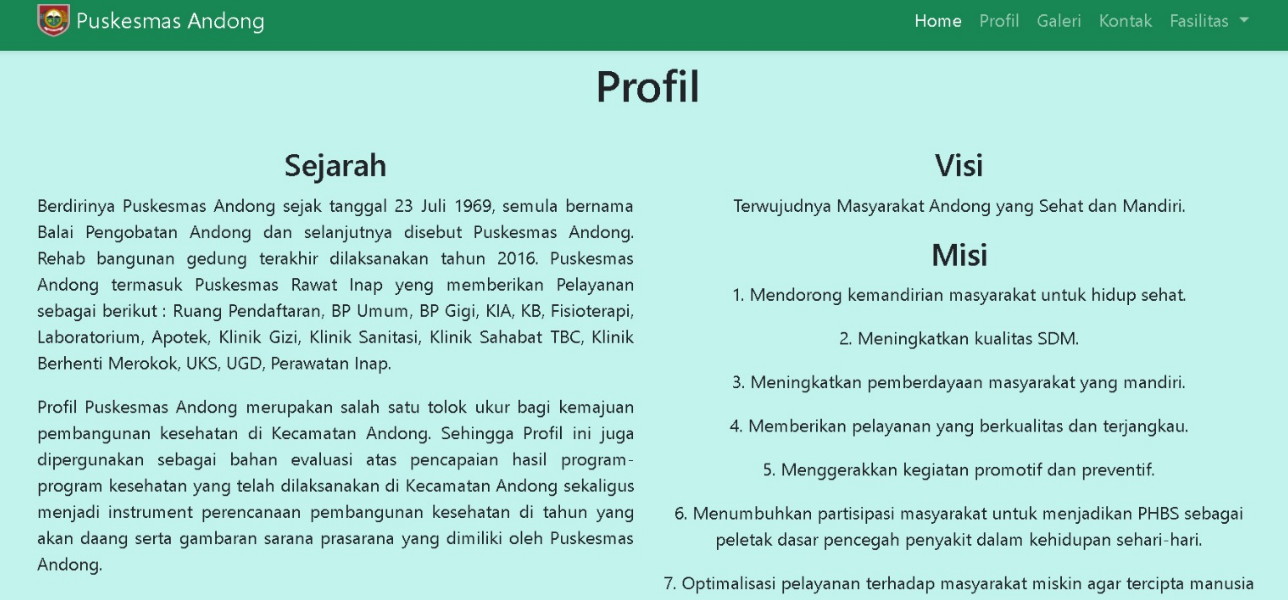 Puskesmas Andong
Home Profil Galeri Kontak Fasilitas
Profil
Sejarah
Berdirinya Puskesmas Andong sejak tanggal 23 Juli 1969, semula bernama
Balai Pengobatan Andong dan selanjutnya disebut Puskesmas Andong.
Rehab bangunan gedung terakhir dilaksanakan tahun 2016. Puskesmas
Andong termasuk Puskesmas Rawat Inap yeng memberikan Pelayanan
sebagai berikut : Ruang Pendaftaran, BP Umum, BP Gigi, KIA, KB, Fisioterapi,
Laboratorium, Apotek, Klinik Gizi, Klinik Sanitasi, Klinik Sahabat TBC, Klinik
Berhenti Merokok, UKS, UGD, Perawatan Inap.
Profil Puskesmas Andong merupakan salah satu tolok ukur bagi kemajuan
pembangunan kesehatan di Kecamatan Andong. Sehingga Profil ini juga
dipergunakan sebagai bahan evaluasi atas pencapaian hasil program-
program kesehatan yang telah dilaksanakan di Kecamatan Andong sekaligus
menjadi instrument perencanaan pembangunan kesehatan di tahun yang
akan daang serta gambaran sarana prasarana yang dimiliki oleh Puskesmas
Andong.
Visi
Terwujudnya Masyarakat Andong yang Sehat dan Mandiri.
Misi
1. Mendorong kemandirian masyarakat untuk hidup sehat.
2. Meningkatkan kualitas SDM.
3. Meningkatkan pemberdayaan masyarakat yang mandiri.
4. Memberikan pelayanan yang berkualitas dan terjangkau.
5. Menggerakkan kegiatan promotif dan preventif.
6. Menumbuhkan partisipasi masyarakat untuk menjadikan PHBS sebagai
peletak dasar pencegah penyakit dalam kehidupan sehari-hari.
7. Optimalisasi pelayanan terhadap masyarakat miskin agar tercipta manusia